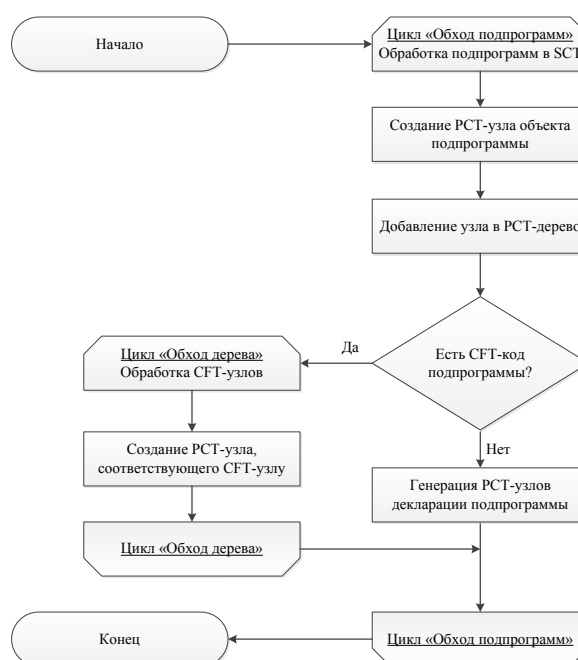 Начало
Цикл «Обход подпрограмм»
Обработка подпрограмм в SCT
Создание PCT-узла объекта
подпрограммы
Добавление узла в PCT-дерево
Есть CFT-код
подпрограммы?
Да
Цикл «Обход дерева»
Обработка CFT-узлов
Нет
Создание PCT-узла,
соответствующего CFT-узлу
Генерация PCT-узлов
декларации подпрограммы
Цикл «Обход дерева»
Конец
Цикл «Обход подпрограмм»